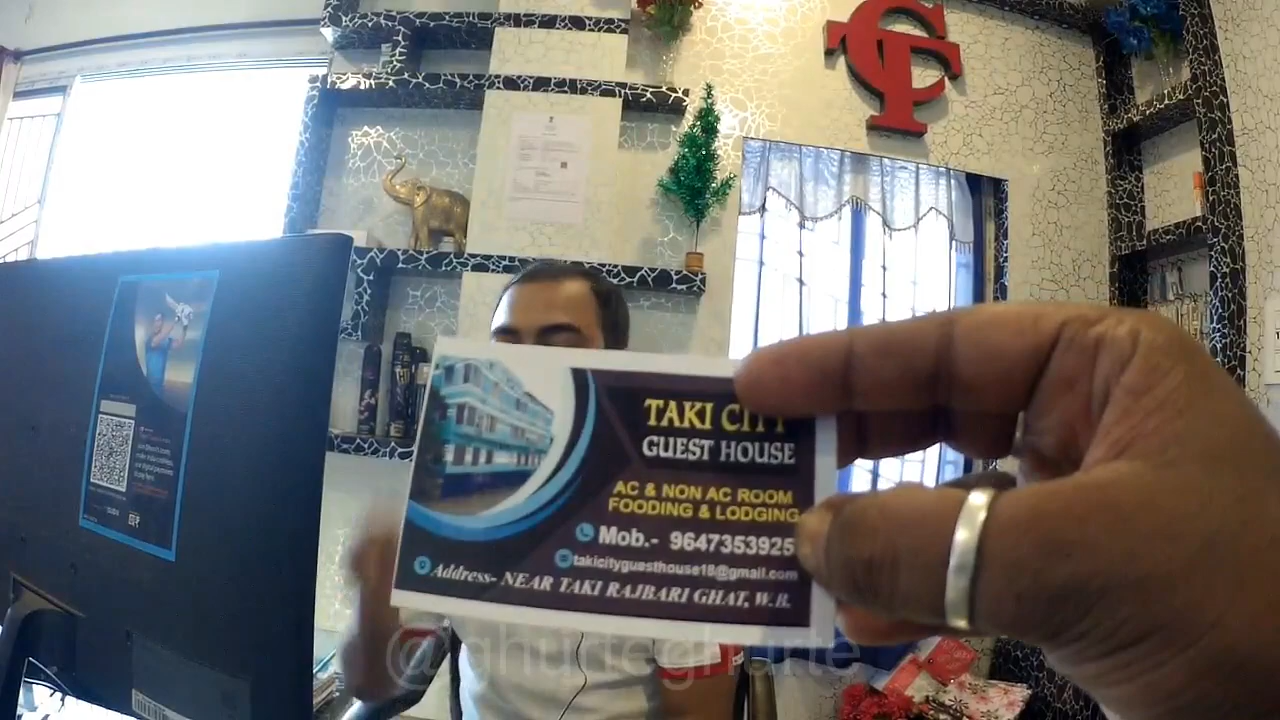 TAKI CITY
GUEST HOUSE
AC & NON AC ROOM
FOODING & LODGING
Mob.- 9647353925
takicityguesthouse18@gmail.com
Address- NEAR TAKI RAJBARI GHAT, W.B.
@ghurteghurte